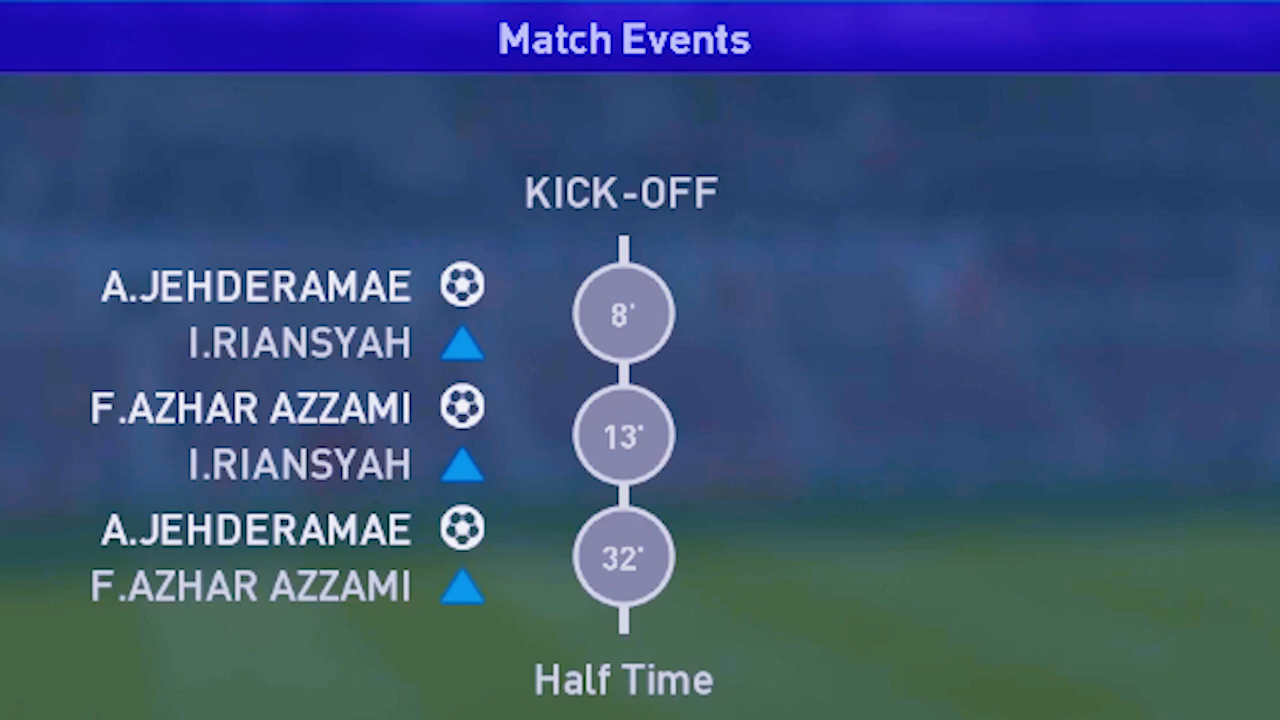 Match Events
KICK-OFF
A.JEHDERAMAE
8'
I.RIANSYAH
F.AZHAR AZZAMI
13'
I.RIANSYAH
A.JEHDERAMAE
32'
F.AZHAR AZZAMI
Half Time